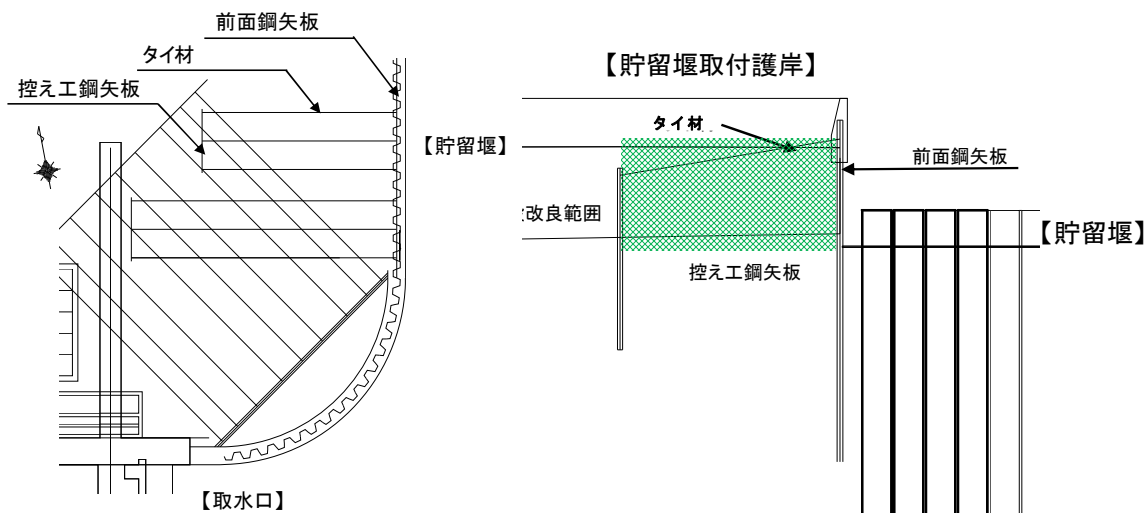 前面鋼矢板
タイ材
控え工鋼矢板
【貯留堰】
【取水口】
【貯留堰取付護岸】
タイ材
前面鋼矢板
改良範囲
【貯留堰】
控え工鋼矢板